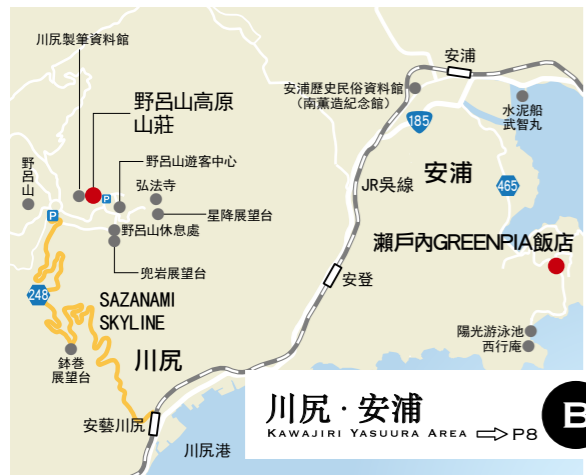 川尻製筆資料館
野呂山高原
山莊
野呂山
P
P
野呂山遊客中心
弘法寺
星降展望台
野呂山休息處
兜岩展望台
248
SAZANAMI
SKYLINE
鉢巻
展望台
川尻
安藝川尻
川尻港
安浦
安浦歷史民俗資料館
(南薫造紀念館)
185
水泥船
武智丸
JR吳線
安浦
465
瀨戶內GREENPIA飯店
安登
陽光游泳池
西行庵
川尻·安浦
KAWAJIRI YASUURA AREA ⇨P8
B